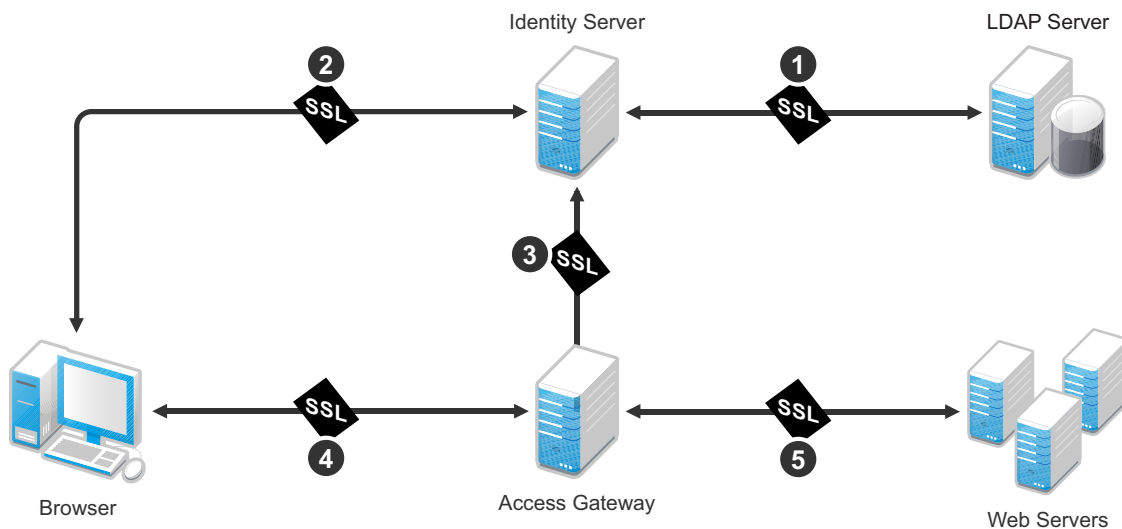 Identity Server
LDAP Server
2
SSL
1
SSL
3
SSL
SSL
4
SSL
5
Browser
Access Gateway
Web Servers